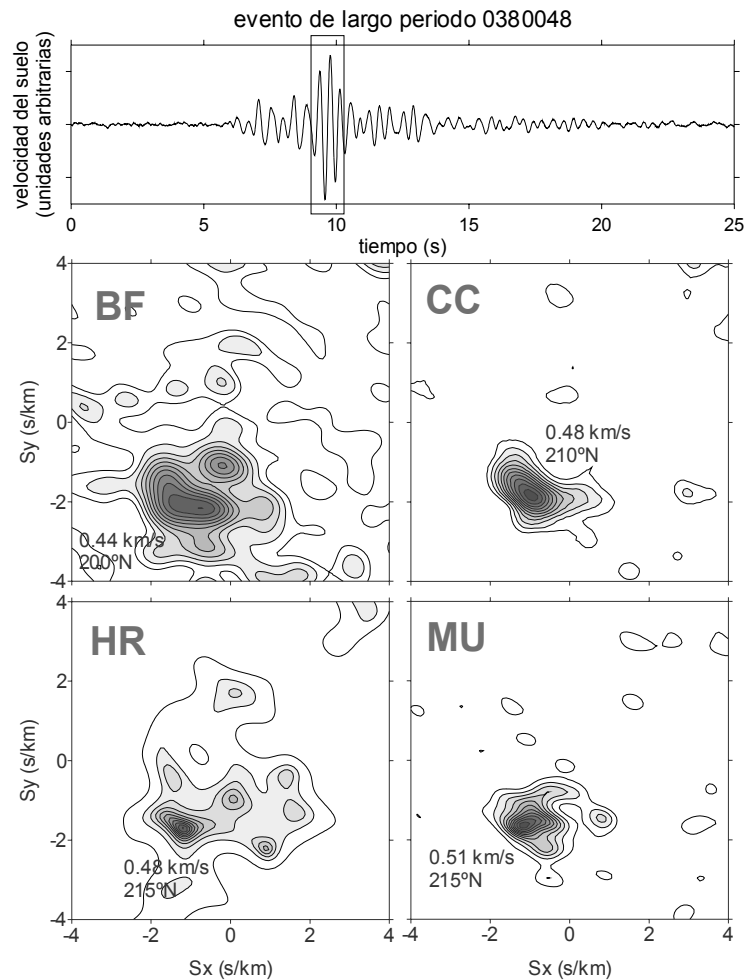 evento de largo periodo 0380048
velocidad del suelo
(unidades arbitrarias)
0 5 10 15 20 25
tiempo (s)
4
2
0
-2
-4
Sy (s/km)
BF
0.44 km/s
200ºN
CC
0.48 km/s
210ºN
4
2
0
-2
-4
Sy (s/km)
HR
0.48 km/s
215ºN
MU
0.51 km/s
215ºN
-4 -2 0 2 4
-4 -2 0 2 4
Sx (s/km)
Sx (s/km)